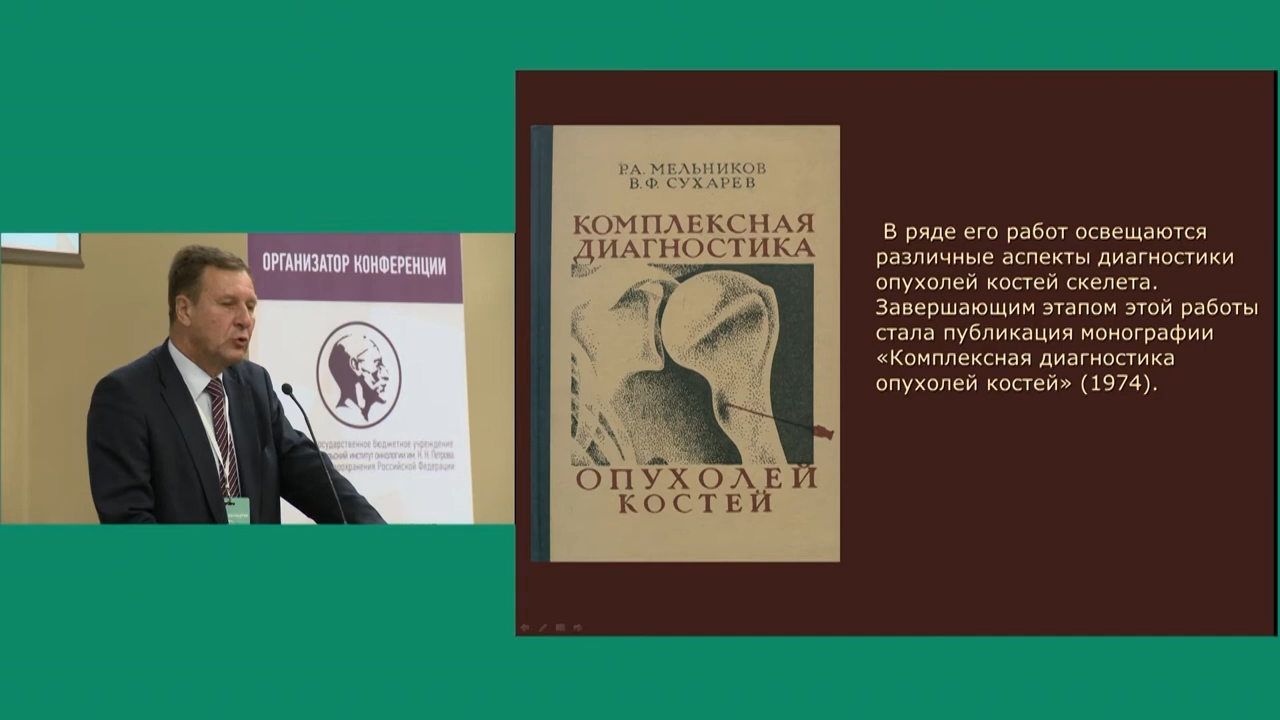 ОРГАНИЗАТОР КОНФЕРЕНЦИИ
осударственное бюджетное учреждение
институт онкологии им. Н. Н. Петрова
оохранения Российской Федерации
Р.А. МЕЛЬНИКОВ
В.Ф. СУХАРЕВ
КОМПЛЕКСНАЯ
ДИАГНОСТИКА
ОПУХОЛЕЙ
КОСТЕЙ
В ряде его работ освещаются
различные аспекты диагностики
опухолей костей скелета.
Завершающим этапом этой работы
стала публикация монографии
«Комплексная диагностика
опухолей костей» (1974).